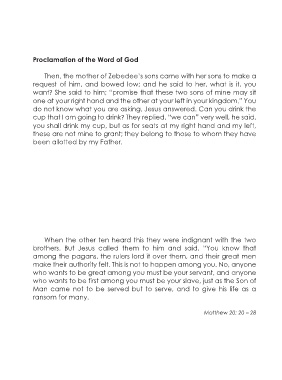 Proclamation of the Word of God
Then, the mother of Zebedee's sons came with her sons to make a
request of him, and bowed low; and he said to her, what is it, you
want? She said to him; "promise that these two sons of mine may sit
one at your right hand and the other at your left in your kingdom." You
do not know what you are asking, Jesus answered. Can you drink the
cup that I am going to drink? They replied, "we can" very well, he said,
you shall drink my cup, but as for seats at my right hand and my left,
these are not mine to grant; they belong to those to whom they have
been allotted by my Father.
When the other ten heard this they were indignant with the two
brothers. But Jesus called them to him and said, "You know that
among the pagans, the rulers lord it over them, and their great men
make their authority felt. This is not to happen among you. No, anyone
who wants to be great among you must be your servant, and anyone
who wants to be first among you must be your slave, just as the Son of
Man came not to be served but to serve, and to give his life as a
ransom for many.
Matthew 20: 20 – 28